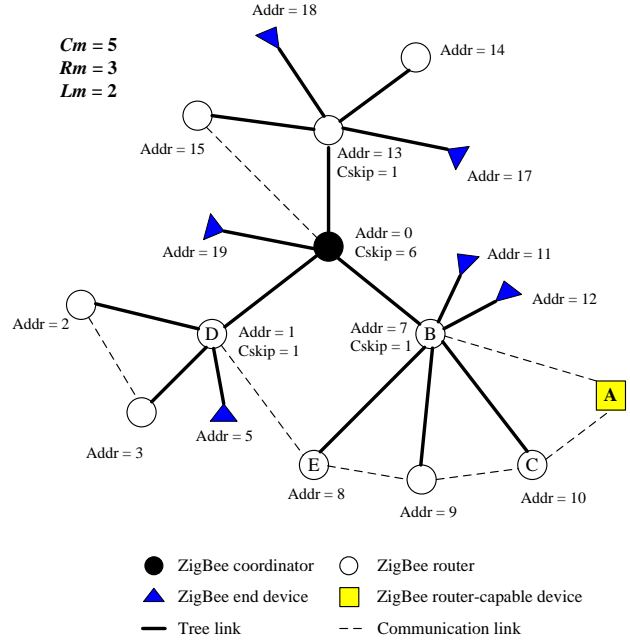 Addr = 18
Cm = 5
Rm = 3
Lm = 2
Addr = 14
Addr = 15
Addr = 13
Cskip = 1
Addr = 17
Addr = 0
Cskip = 6
Addr = 19
Addr = 11
Addr = 12
Addr = 2
D
Addr = 1
Cskip = 1
Addr = 7
Cskip = 1
B
A
Addr = 3
Addr = 5
E
C
Addr = 8
Addr = 9
Addr = 10
ZigBee coordinator
ZigBee router
ZigBee end device
ZigBee router-capable device
Tree link
Communication link